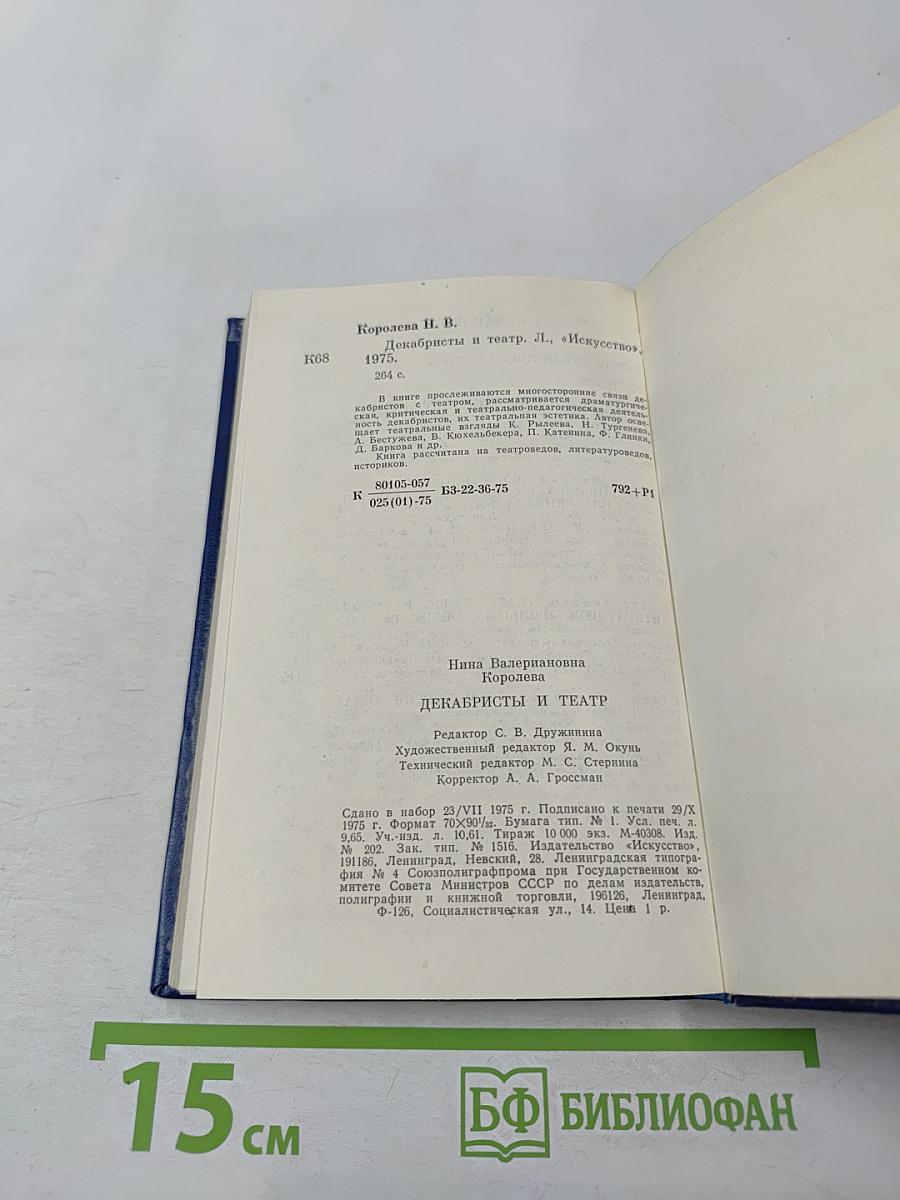 Королева Н. В.
Декабристы и театр. Л., «Искусство»,
К68 1975.
264 с.
В книге прослеживаются многосторонние связи де-
кабристов с театром, рассматривается драматургиче-
ская, критическая и театрально-педагогическая деятель-
ность декабристов, их театральная эстетика. Автор осве-
щает театральные взгляды К. Рылеева, Н. Тургенева,
А. Бестужева, В. Кюхельбекера, П. Катенина, Ф. Глинки,
Д. Баркова и др.
Книга рассчитана на театроведов, литературоведов,
историков.
К 80105-057
025(01)-75 БЗ-22-36-75 792+Р1
Нина Валериановна
Королева
ДЕКАБРИСТЫ И ТЕАТР
Редактор С. В. Дружинина
Художественный редактор Я. М. Окунь
Технический редактор М. С. Стернина
Корректор А. А. Гроссман
Сдано в набор 23/VII 1975 г. Подписано к печати 29/X
1975 г. Формат 70×90¹/₃₂. Бумага тип. № 1. Усл. печ. л.
9,65. Уч.-изд. л. 10,61. Тираж 10 000 экз. М-40308. Изд.
№ 202. Зак. тип. № 1516. Издательство «Искусство»,
191186, Ленинград, Невский, 28. Ленинградская типогра-
фия № 4 Союзполиграфпрома при Государственном ко-
митете Совета Министров СССР по делам издательств,
полиграфии и книжной торговли, 196126, Ленинград,
Ф-126, Социалистическая ул., 14. Цена 1 р.
15 см
БФ БИБЛИОФАН